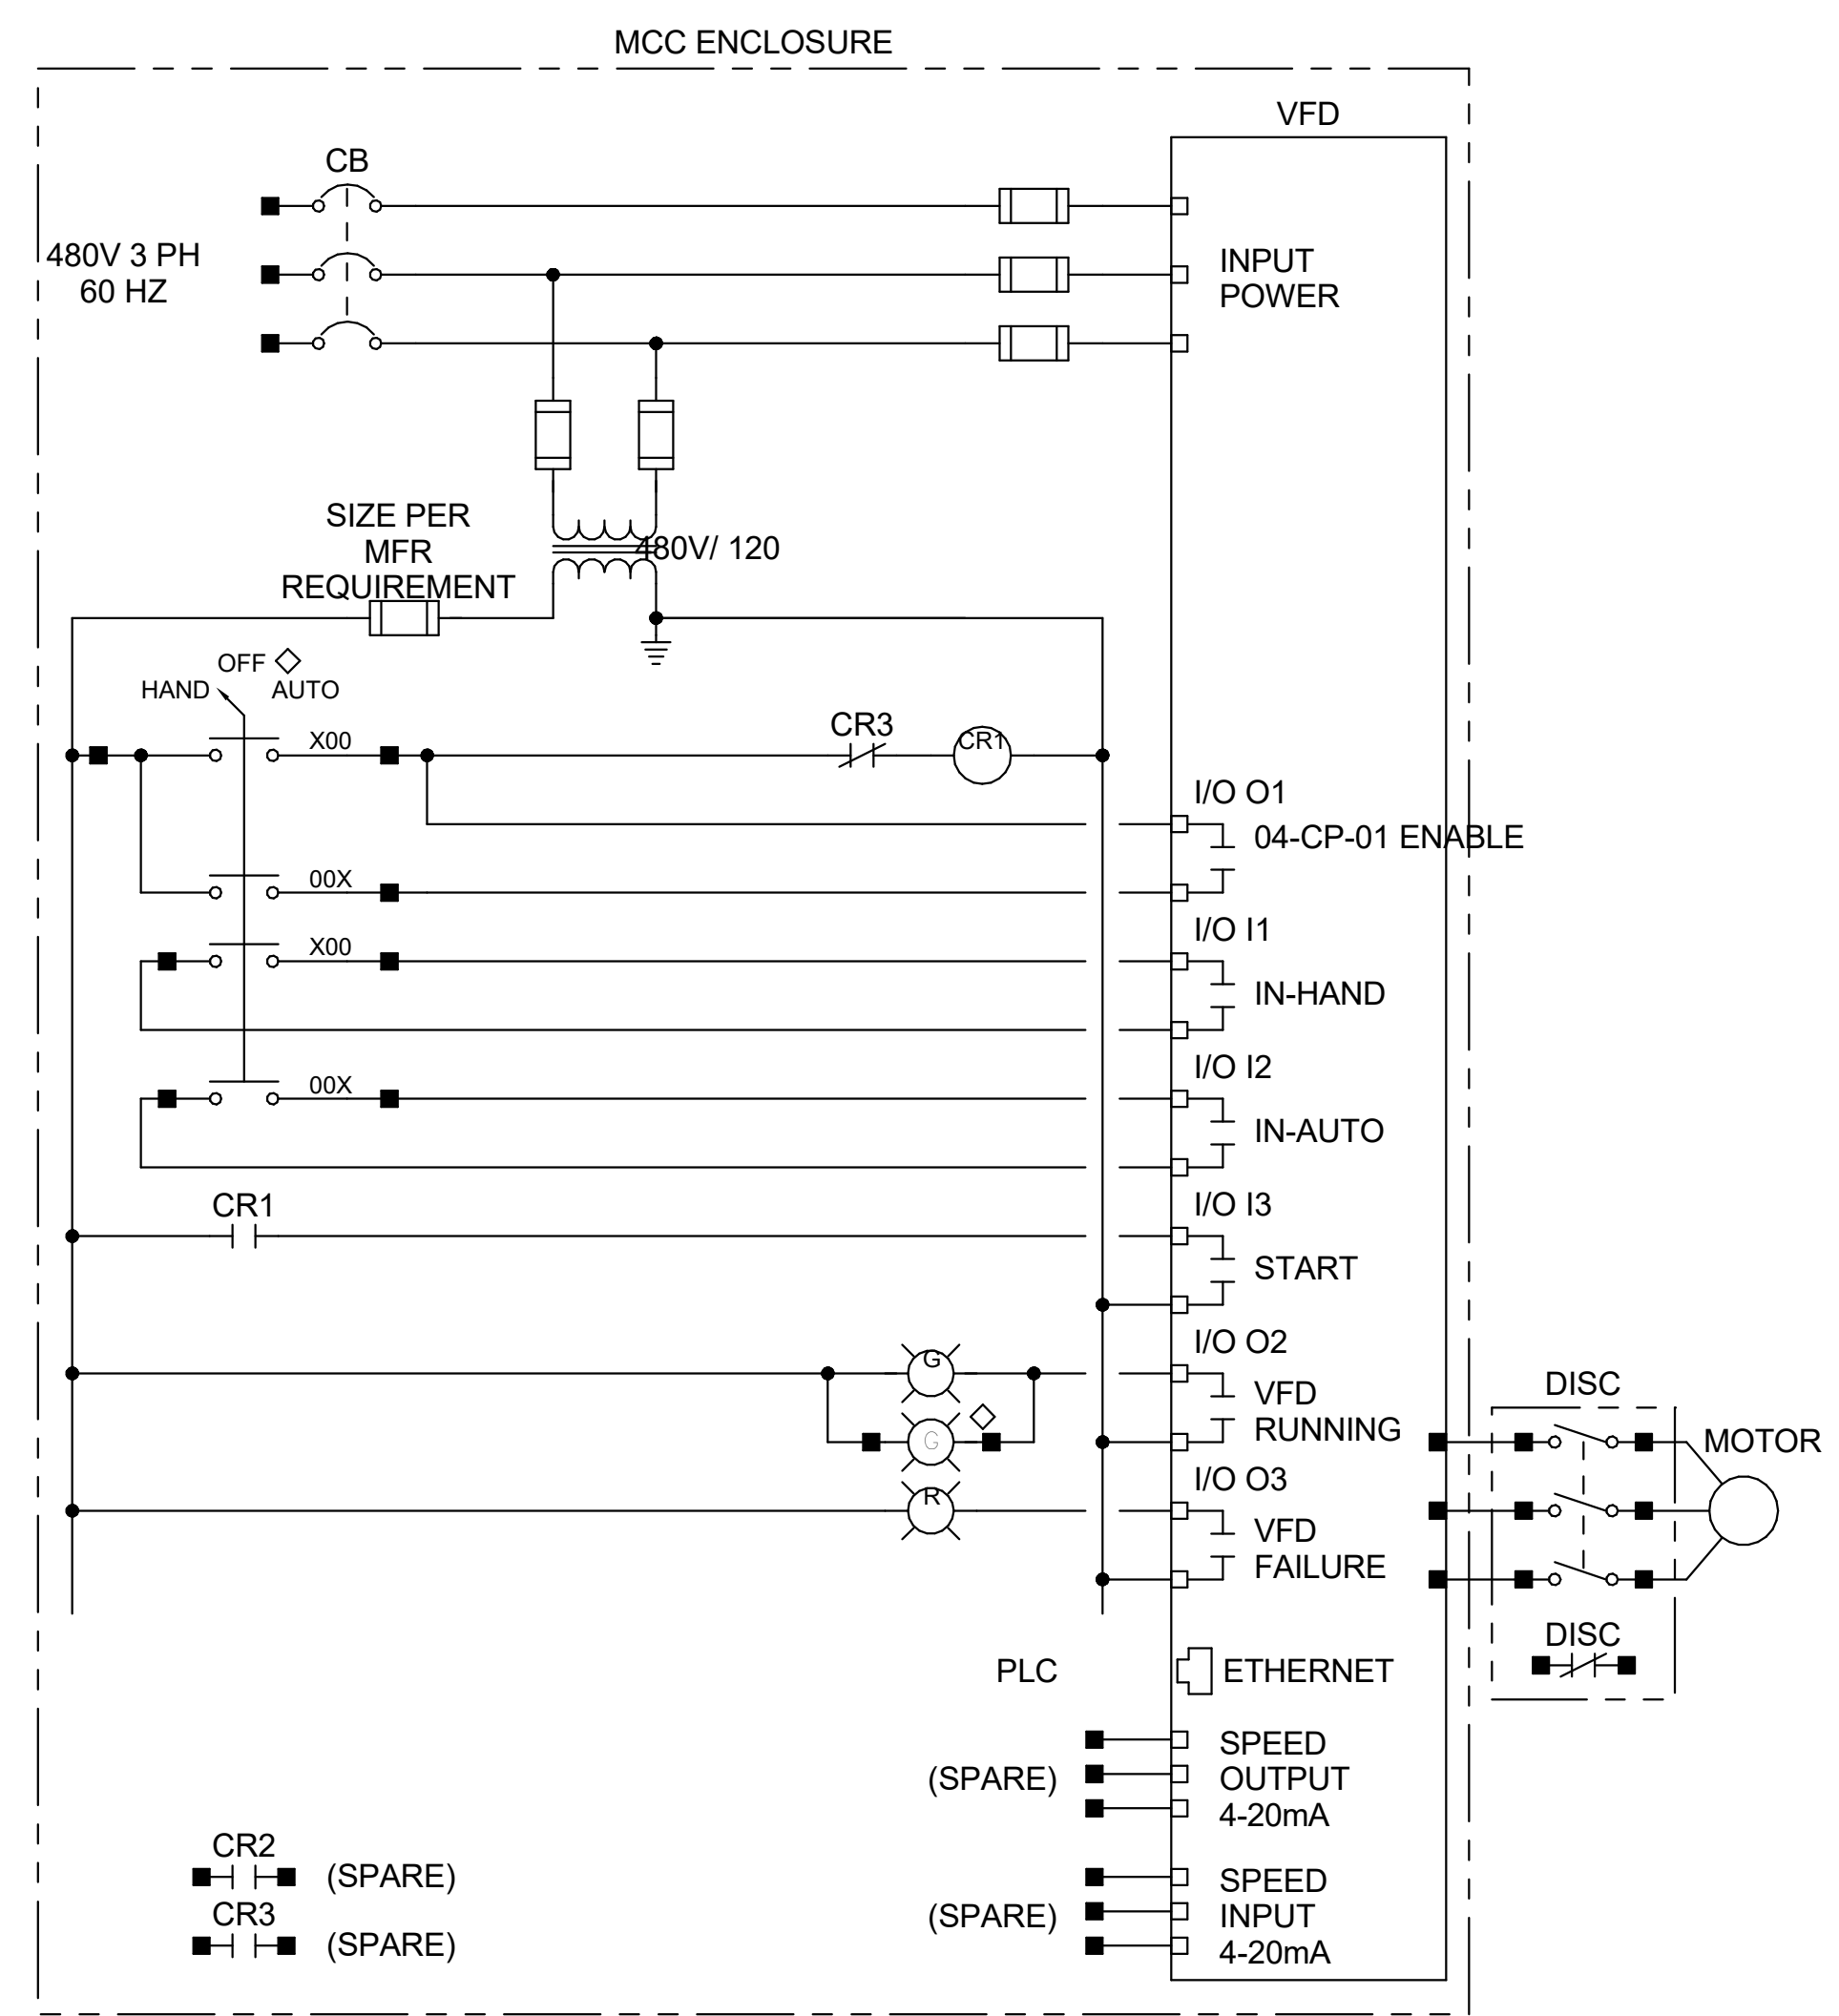 MCC ENCLOSURE
VFD
CB
480V 3 PH
60 HZ
INPUT
POWER
SIZE PER
MFR
REQUIREMENT
480V/ 120
OFF
HAND
AUTO
X00
CR3
CR1
I/O O1
04-CP-01 ENABLE
00X
I/O I1
X00
IN-HAND
I/O I2
00X
IN-AUTO
CR1
I/O I3
START
I/O O2
G
VFD
RUNNING
G
DISC
MOTOR
I/O O3
R
VFD
FAILURE
DISC
PLC
ETHERNET
SPEED
(SPARE)
OUTPUT
4-20mA
CR2
(SPARE)
SPEED
(SPARE)
INPUT
CR3
(SPARE)
4-20mA